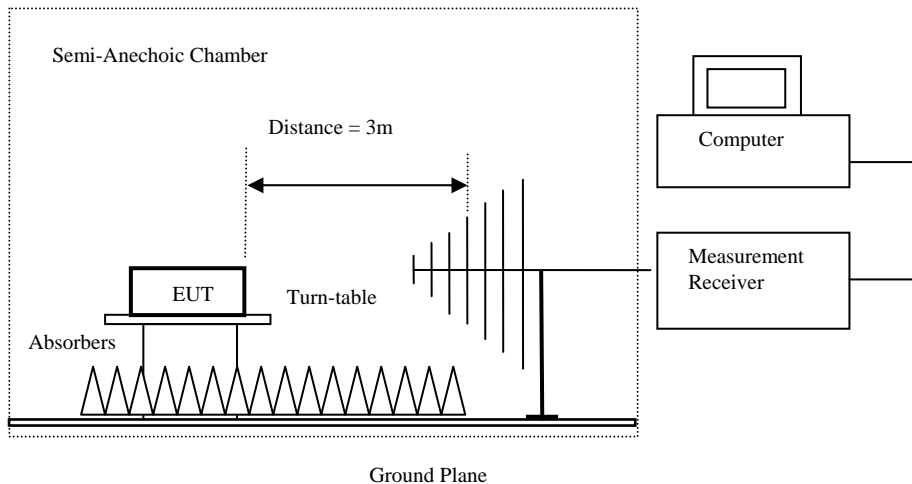 Semi-Anechoic Chamber
Distance = 3m
Computer
Measurement
Receiver
EUT
Turn-table
Absorbers
Ground Plane